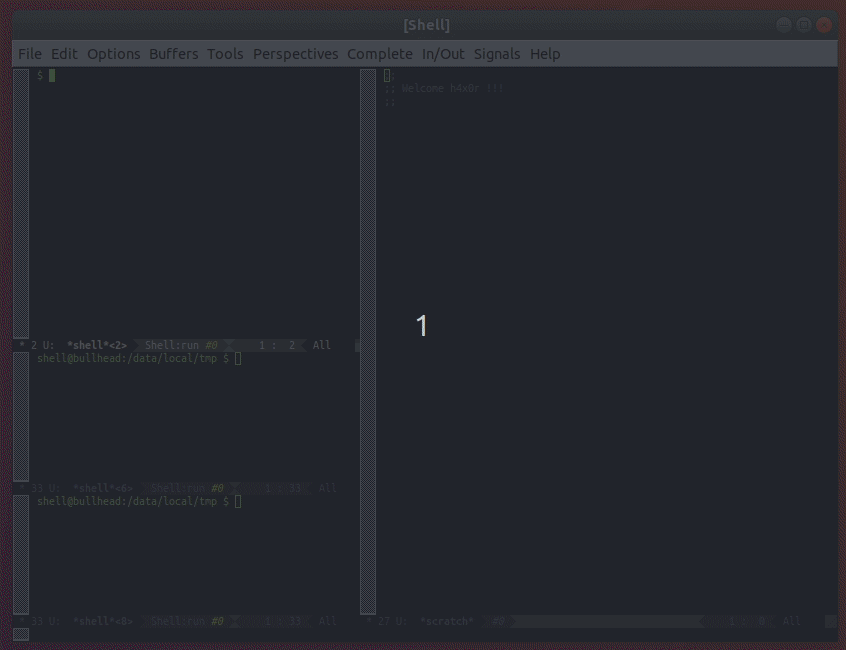 [Shell]
File Edit Options Buffers Tools Perspectives Complete In/Out Signals Help
$
;;
;; Welcome h4x0r !!!
;;
1
* 2 U: *shell*<2> Shell:run #0 1 : 2 All
shell@bullhead:/data/local/tmp $
* 33 U: *shell*<6> Shell:run #0 1 : 33 All
shell@bullhead:/data/local/tmp $
* 33 U: *shell*<8> Shell:run #0 1 : 33 All
* 27 U: *scratch* #0 1 : 0 All